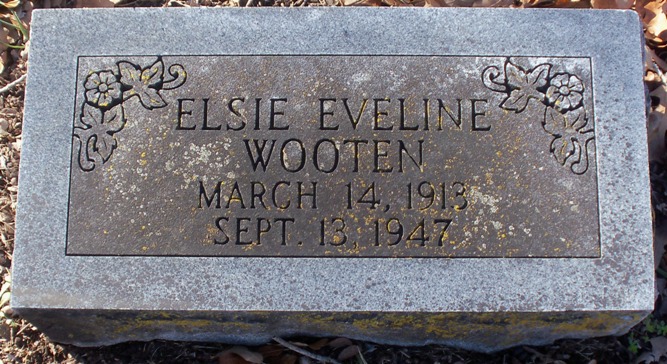 ELSIE EVELINE
WOOTEN
MARCH 14, 1913
SEPT. 13, 1947